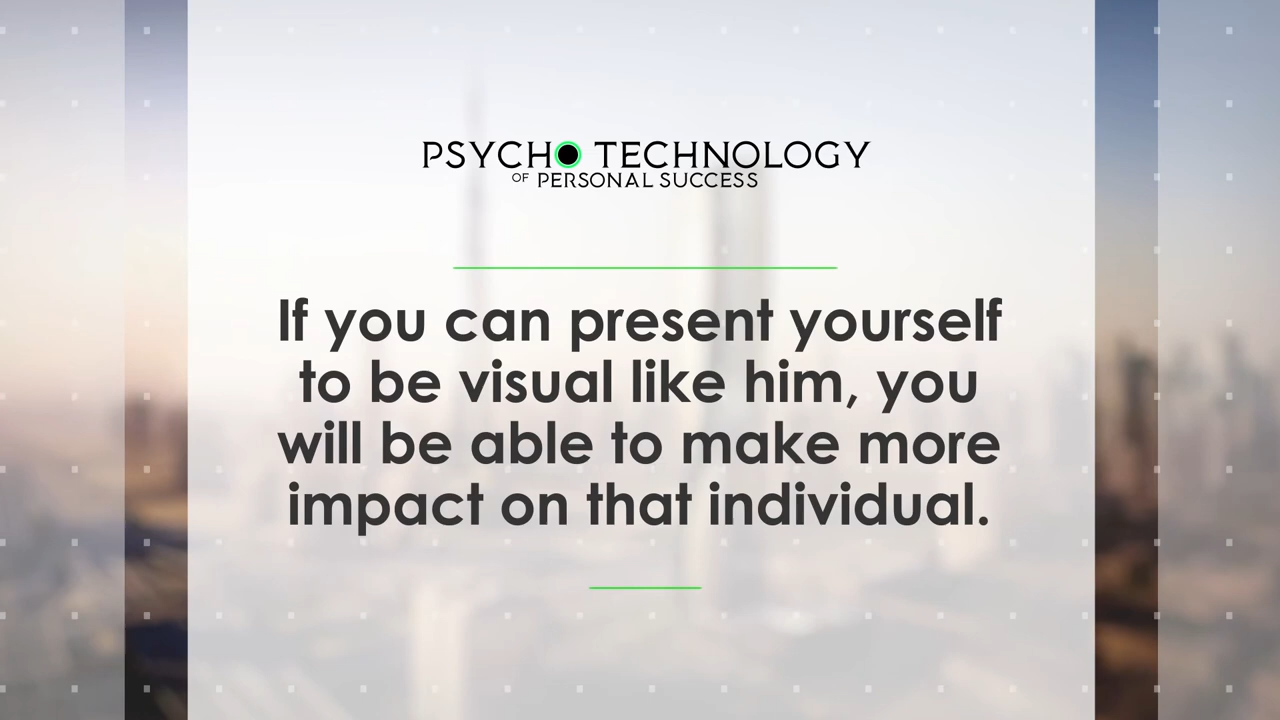 PSYCHO TECHNOLOGY
OF PERSONAL SUCCESS
If you can present yourself
to be visual like him, you
will be able to make more
impact on that individual.